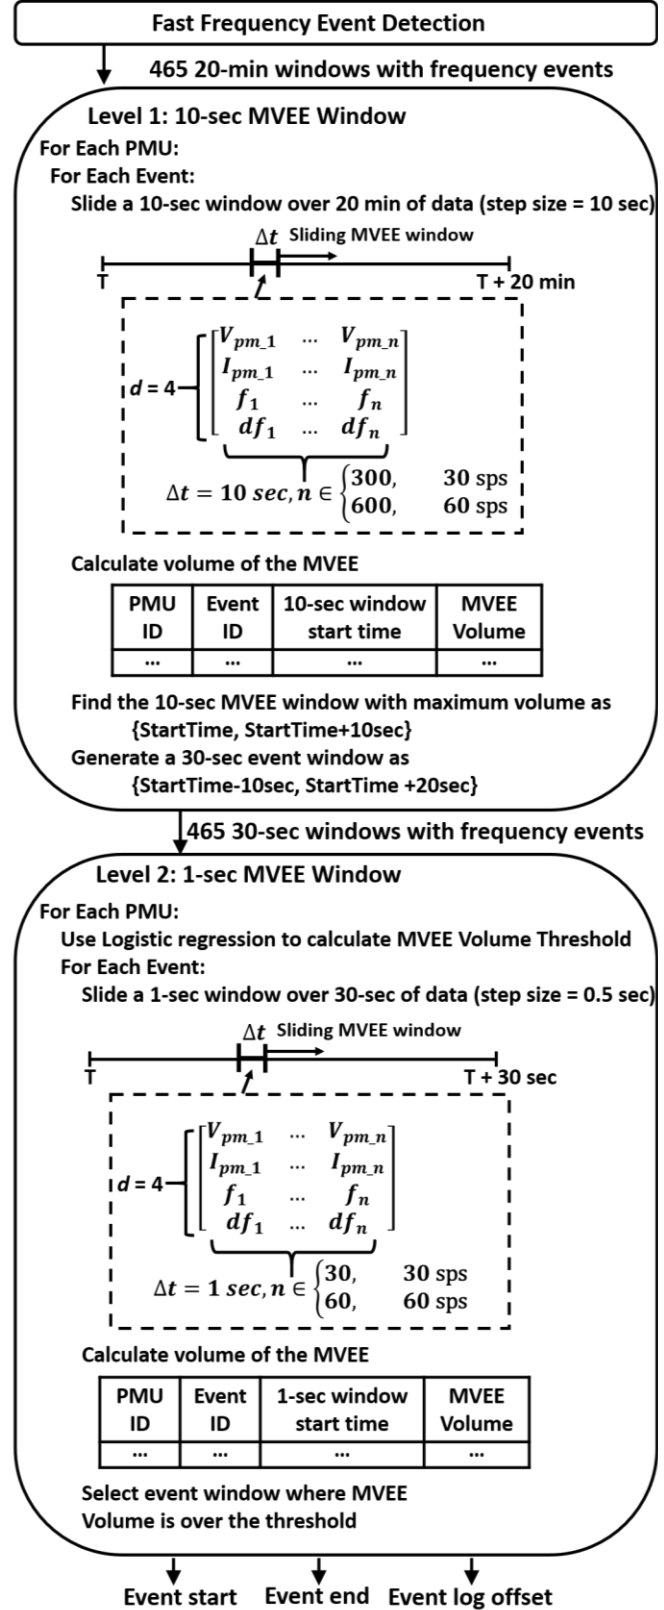 Fast Frequency Event Detection
465 20-min windows with frequency events
Level 1: 10-sec MVEE Window
For Each PMU:
For Each Event:
Slide a 10-sec window over 20 min of data (step size = 10 sec)
Δt Sliding MVEE window
T T + 20 min
V_pm_1 ... V_pm_n
I_pm_1 ... I_pm_n
d = 4
f_1 ... f_n
df_1 ... df_n
Δt = 10 sec, n ∈ { 300, 30 sps
600, 60 sps
Calculate volume of the MVEE
PMU ID Event ID 10-sec window start time MVEE Volume
... ... ... ...
Find the 10-sec MVEE window with maximum volume as
{StartTime, StartTime+10sec}
Generate a 30-sec event window as
{StartTime-10sec, StartTime +20sec}
465 30-sec windows with frequency events
Level 2: 1-sec MVEE Window
For Each PMU:
Use Logistic regression to calculate MVEE Volume Threshold
For Each Event:
Slide a 1-sec window over 30-sec of data (step size = 0.5 sec)
Δt Sliding MVEE window
T T + 30 sec
V_pm_1 ... V_pm_n
I_pm_1 ... I_pm_n
d = 4
f_1 ... f_n
df_1 ... df_n
Δt = 1 sec, n ∈ { 30, 30 sps
60, 60 sps
Calculate volume of the MVEE
PMU ID Event ID 1-sec window start time MVEE Volume
... ... ... ...
Select event window where MVEE
Volume is over the threshold
Event start Event end Event log offset